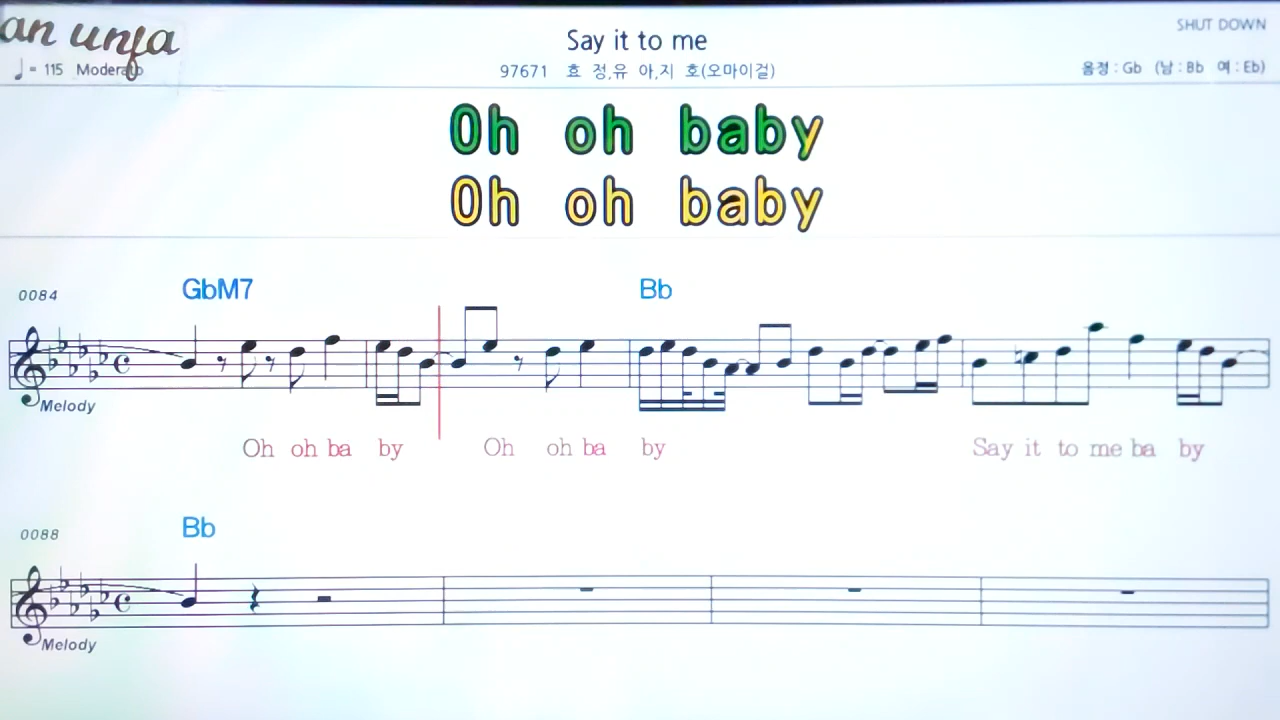 an unfa
SHUT DOWN
Say it to me
♩= 115 Moderato
97671 효 정,유 아,지 호(오마이걸)
음정 : Gb (남 : Bb 여 : Eb)
Oh oh baby
Oh oh baby
0084
GbM7 Bb
Melody
Oh oh ba by Oh oh ba by Say it to me ba by
0088
Bb
Melody